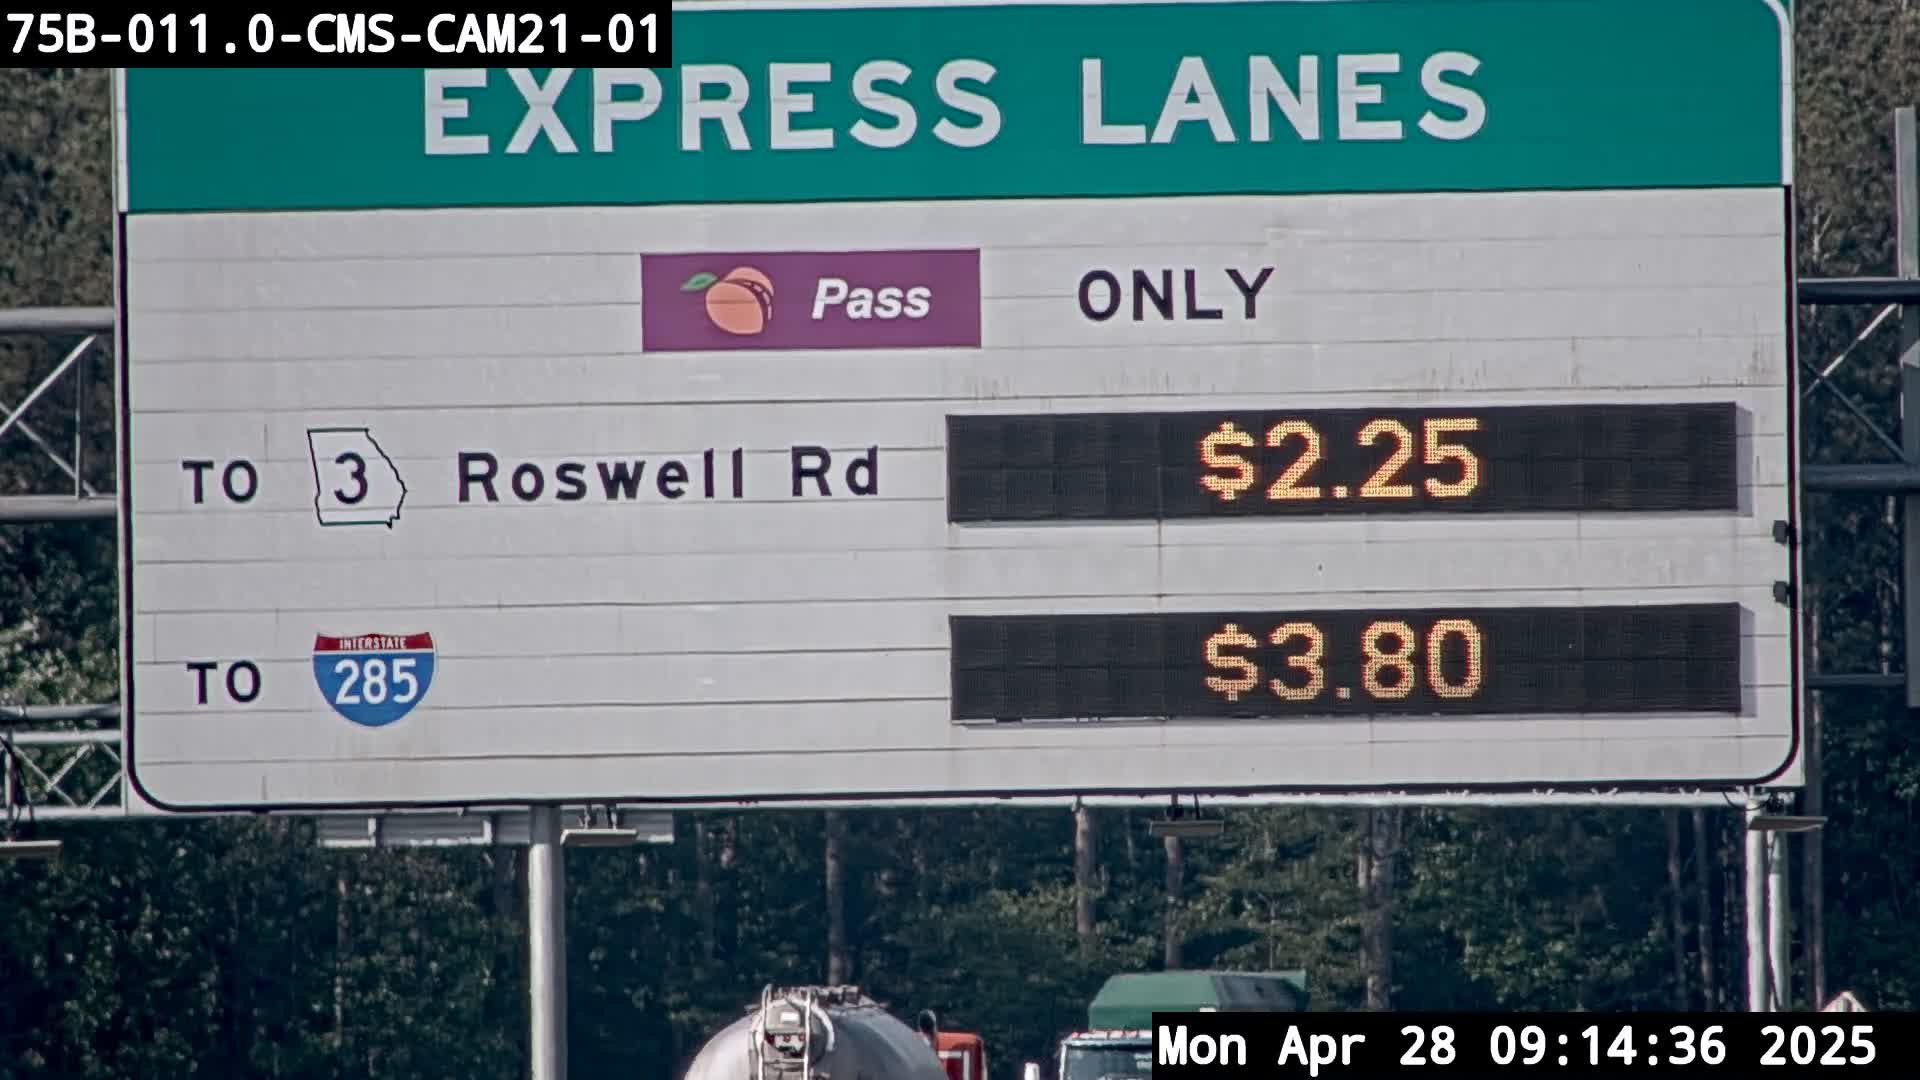 75B-011.0-CMS-CAM21-01
EXPRESS LANES
Pass ONLY
TO 3 Roswell Rd $2.25
INTERSTATE
TO 285 $3.80
Mon Apr 28 09:14:36 2025